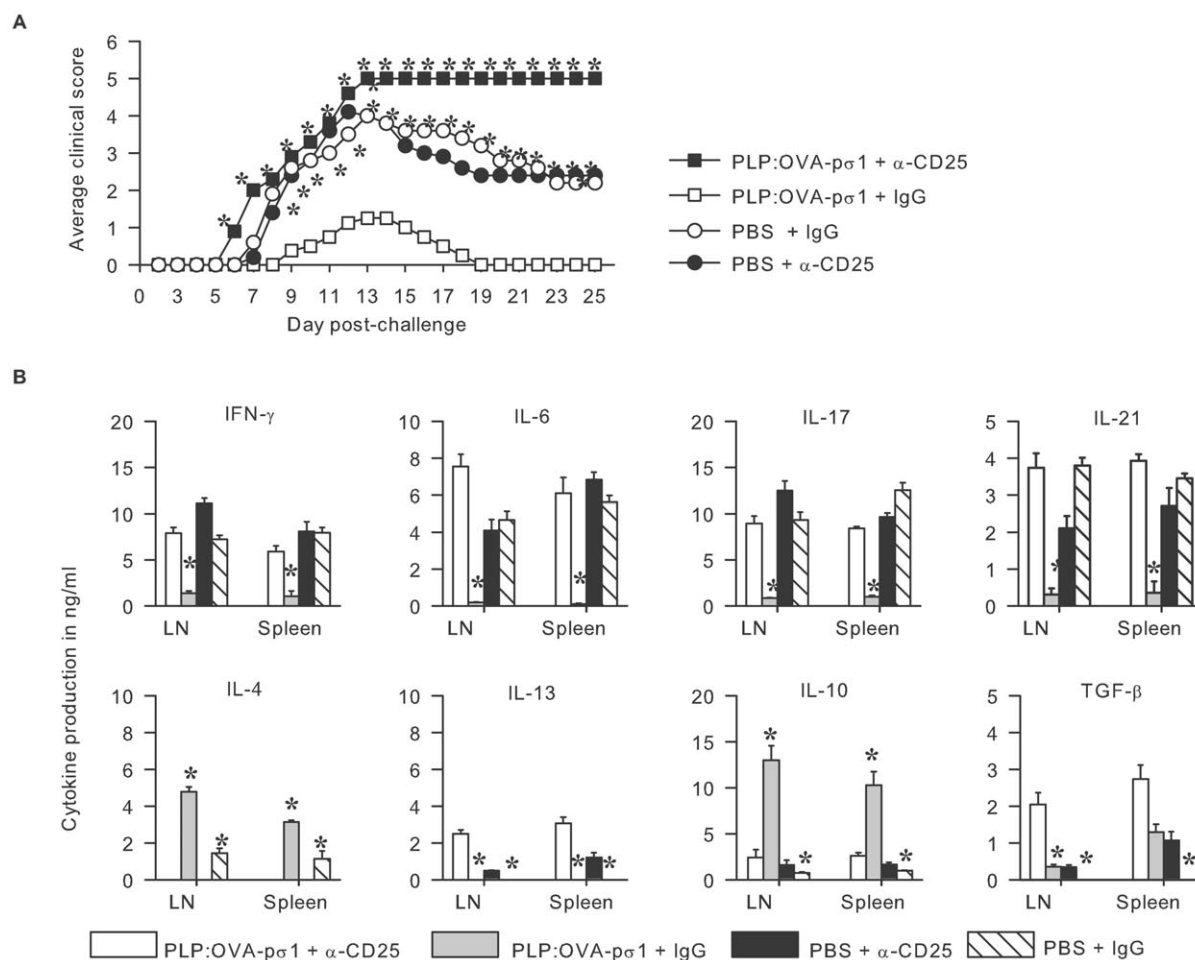 A
Average clinical score
6
5
4
3
2
1
0
0 3 5 7 9 11 13 15 17 19 21 23 25
Day post-challenge
* * * * * * * * * * * * * * * * * * * *
PLP:OVA-pσ1 + α-CD25
PLP:OVA-pσ1 + IgG
PBS + IgG
PBS + α-CD25
B
Cytokine production in ng/ml
IFN-γ
20
15
10
5
0
* *
LN Spleen
IL-6
10
8
6
4
2
0
* *
LN Spleen
IL-17
20
15
10
5
0
* *
LN Spleen
IL-21
5
4
3
2
1
0
* *
LN Spleen
IL-4
10
8
6
4
2
0
* * * *
LN Spleen
IL-13
10
8
6
4
2
0
* * * *
LN Spleen
IL-10
20
15
10
5
0
* * * *
LN Spleen
TGF-β
5
4
3
2
1
0
* * *
LN Spleen
PLP:OVA-pσ1 + α-CD25 PLP:OVA-pσ1 + IgG PBS + α-CD25 PBS + IgG